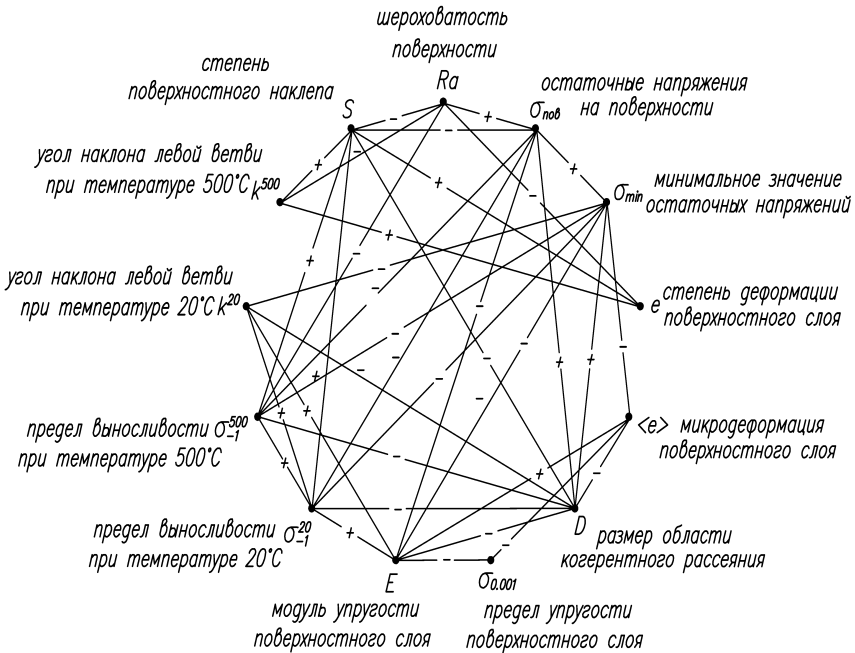 шероховатость
поверхности
Ra
степень
поверхностного наклепа
S
остаточные напряжения
на поверхности
σпов
угол наклона левой ветви
при температуре 500°C k⁵⁰⁰
σmin минимальное значение
остаточных напряжений
угол наклона левой ветви
при температуре 20°C k²⁰
e степень деформации
поверхностного слоя
предел выносливости σ₋₁⁵⁰⁰
при температуре 500°C
<e> микродеформация
поверхностного слоя
предел выносливости σ₋₁²⁰
при температуре 20°C
D
размер области
когерентного рассеяния
E
модуль упругости
поверхностного слоя
σ0.001
предел упругости
поверхностного слоя